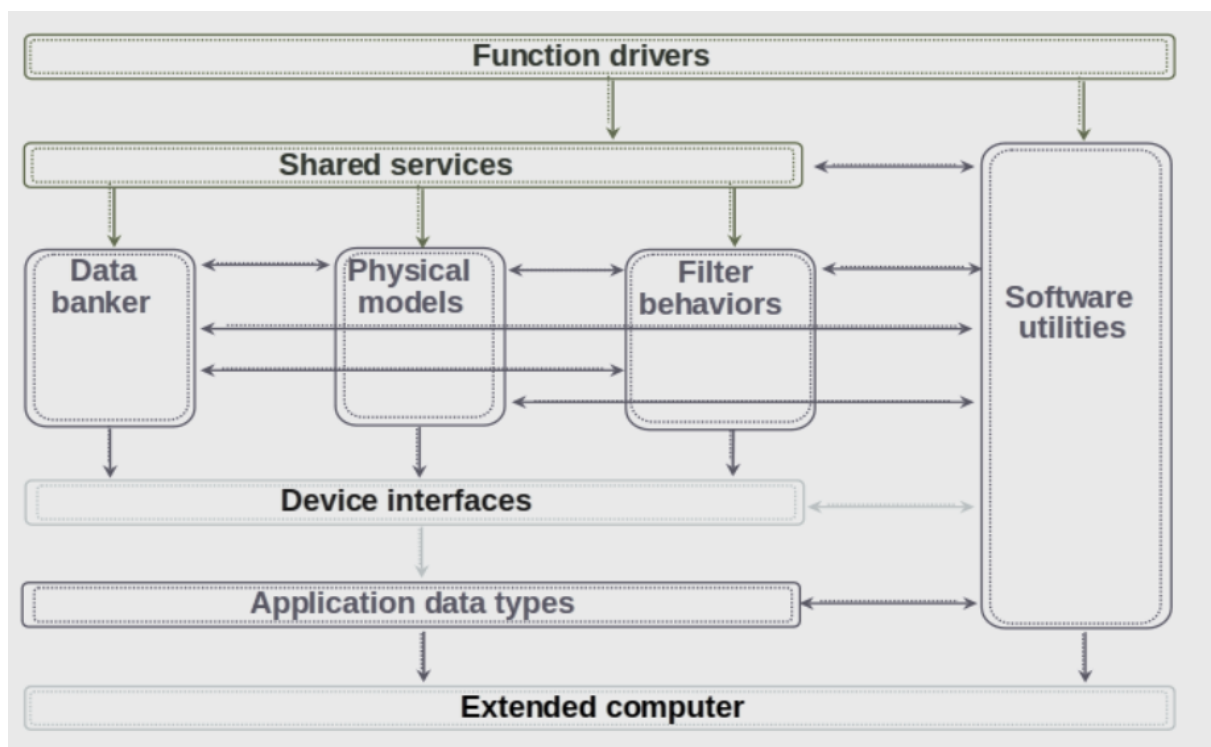 Function drivers
Shared services
Data
banker
Physical
models
Filter
behaviors
Software
utilities
Device interfaces
Application data types
Extended computer